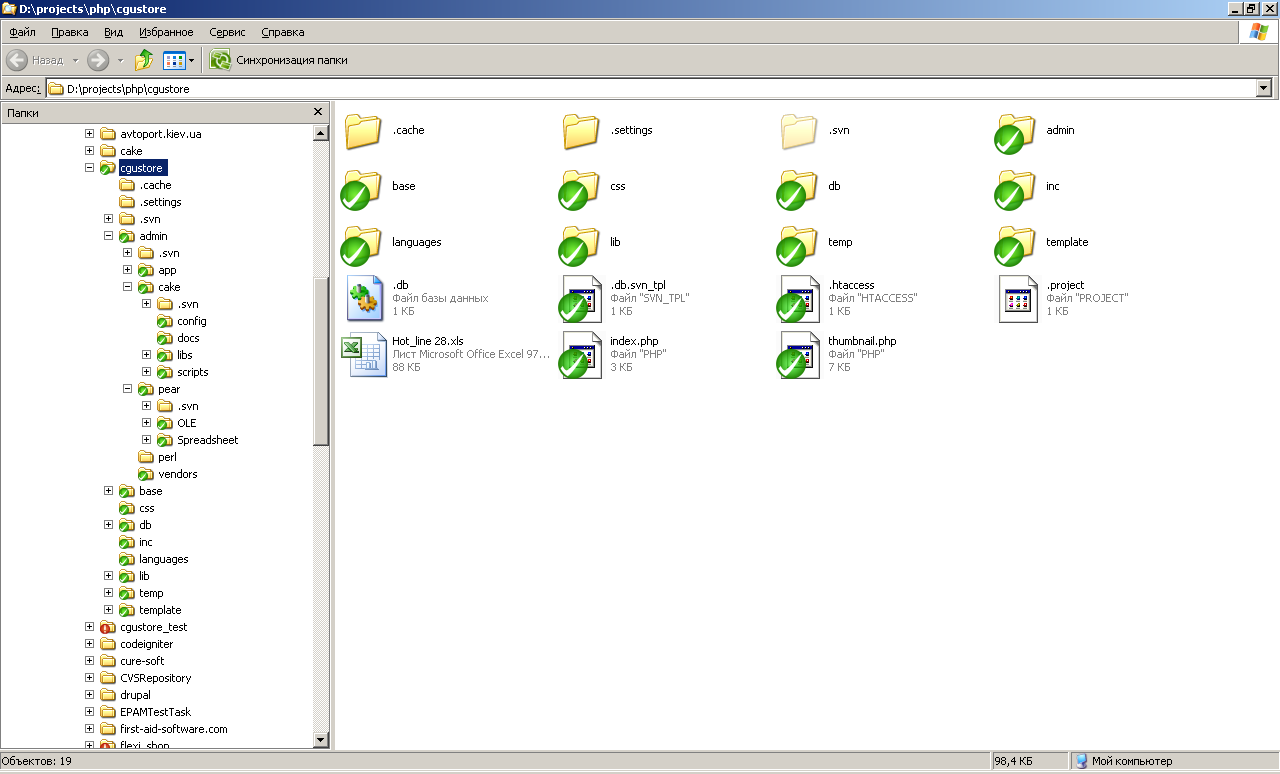 D:\projects\php\cgustore
Файл Правка Вид Избранное Сервис Справка
Назад Синхронизация папки
Адрес: D:\projects\php\cgustore
Папки
avtoport.kiev.ua
cake
cgustore
.cache
.settings
.svn
admin
.svn
app
cake
.svn
config
docs
libs
scripts
pear
.svn
OLE
Spreadsheet
perl
vendors
base
css
db
inc
languages
lib
temp
template
cgustore_test
codeigniter
cure-soft
CVSRepository
drupal
EPAMTestTask
first-aid-software.com
flexi_shop
.cache .settings .svn admin
base css db inc
languages lib temp template
.db .db.svn_tpl .htaccess .project
Файл базы данных Файл "SVN_TPL" Файл "HTACCESS" Файл "PROJECT"
1 КБ 1 КБ 1 КБ 1 КБ
Hot_line 28.xls index.php thumbnail.php
Лист Microsoft Office Excel 97... Файл "PHP" Файл "PHP"
88 КБ 3 КБ 7 КБ
Объектов: 19 98,4 КБ Мой компьютер